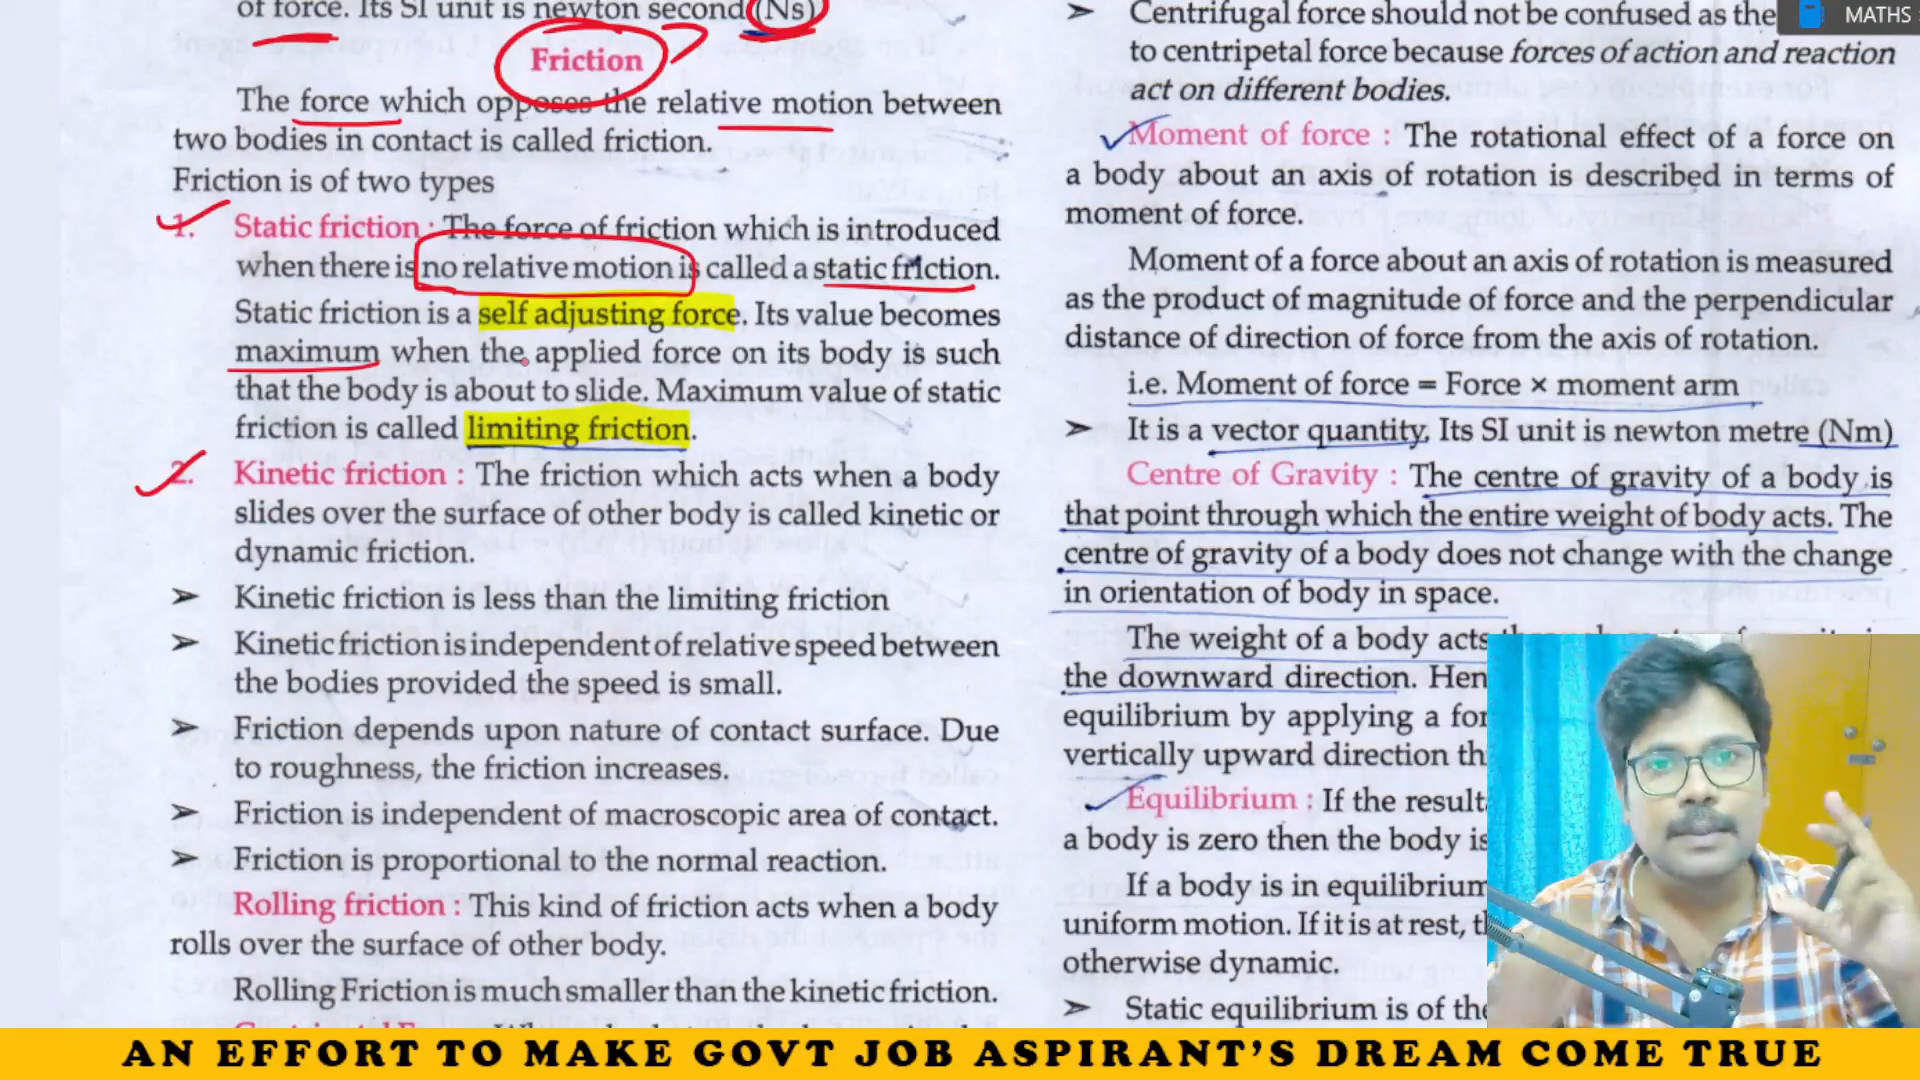 of force. Its SI unit is newton second (Ns)
Friction
The force which opposes the relative motion between
two bodies in contact is called friction.
Friction is of two types
1. Static friction : The force of friction which is introduced
when there is no relative motion is called a static friction.
Static friction is a self adjusting force. Its value becomes
maximum when the applied force on its body is such
that the body is about to slide. Maximum value of static
friction is called limiting friction.
2. Kinetic friction : The friction which acts when a body
slides over the surface of other body is called kinetic or
dynamic friction.
➢ Kinetic friction is less than the limiting friction
➢ Kinetic friction is independent of relative speed between
the bodies provided the speed is small.
➢ Friction depends upon nature of contact surface. Due
to roughness, the friction increases.
➢ Friction is independent of macroscopic area of contact.
➢ Friction is proportional to the normal reaction.
Rolling friction : This kind of friction acts when a body
rolls over the surface of other body.
Rolling Friction is much smaller than the kinetic friction.
➢ Centrifugal force should not be confused as the
to centripetal force because forces of action and reaction
act on different bodies.
Moment of force : The rotational effect of a force on
a body about an axis of rotation is described in terms of
moment of force.
Moment of a force about an axis of rotation is measured
as the product of magnitude of force and the perpendicular
distance of direction of force from the axis of rotation.
i.e. Moment of force = Force × moment arm
➢ It is a vector quantity. Its SI unit is newton metre (Nm)
Centre of Gravity : The centre of gravity of a body is
that point through which the entire weight of body acts. The
centre of gravity of a body does not change with the change
in orientation of body in space.
The weight of a body acts
the downward direction. Hen
equilibrium by applying a for
vertically upward direction th
Equilibrium : If the result
a body is zero then the body is
If a body is in equilibrium
uniform motion. If it is at rest, t
otherwise dynamic.
➢ Static equilibrium is of the
MATHS
AN EFFORT TO MAKE GOVT JOB ASPIRANT'S DREAM COME TRUE